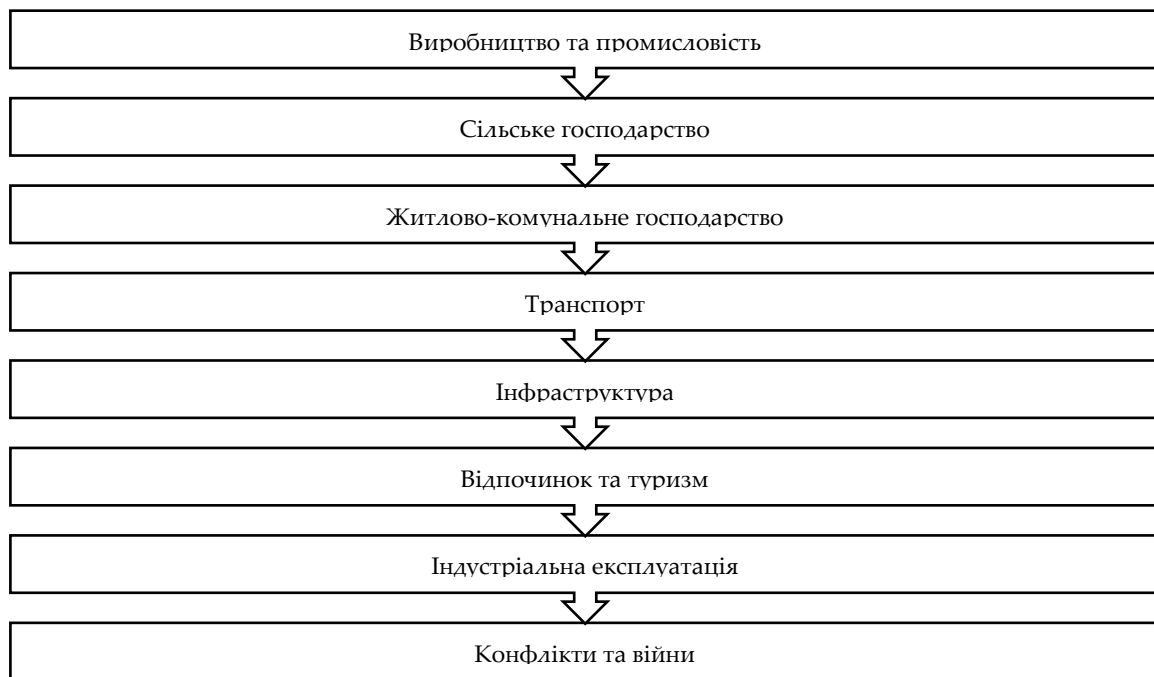 Виробництво та промисловість
Сільське господарство
Житлово-комунальне господарство
Транспорт
Інфраструктура
Відпочинок та туризм
Індустріальна експлуатація
Конфлікти та війни